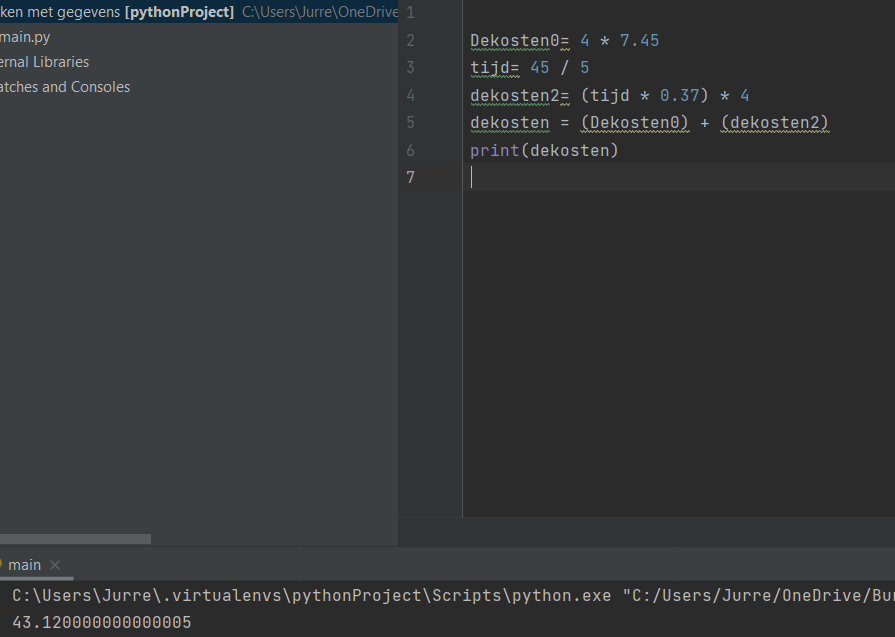 ken met gegevens [pythonProject] C:\Users\Jurre\OneDrive
main.py
ernal Libraries
atches and Consoles
1
2 Dekosten0= 4 * 7.45
3 tijd= 45 / 5
4 dekosten2= (tijd * 0.37) * 4
5 dekosten = (Dekosten0) + (dekosten2)
6 print(dekosten)
7
main
C:\Users\Jurre\.virtualenvs\pythonProject\Scripts\python.exe "C:/Users/Jurre/OneDrive/Bu
43.120000000000005